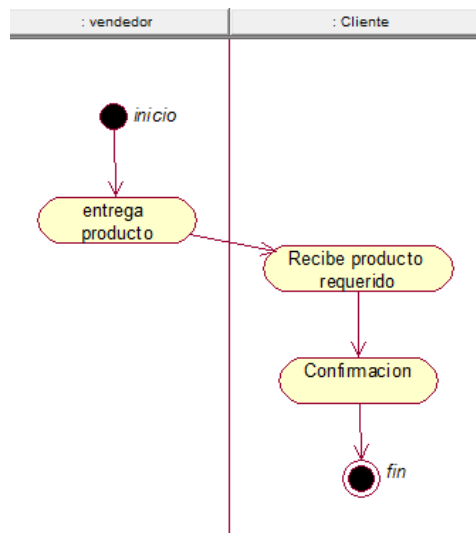 : vendedor
: Cliente
inicio
entrega
producto
Recibe producto
requerido
Confirmacion
fin